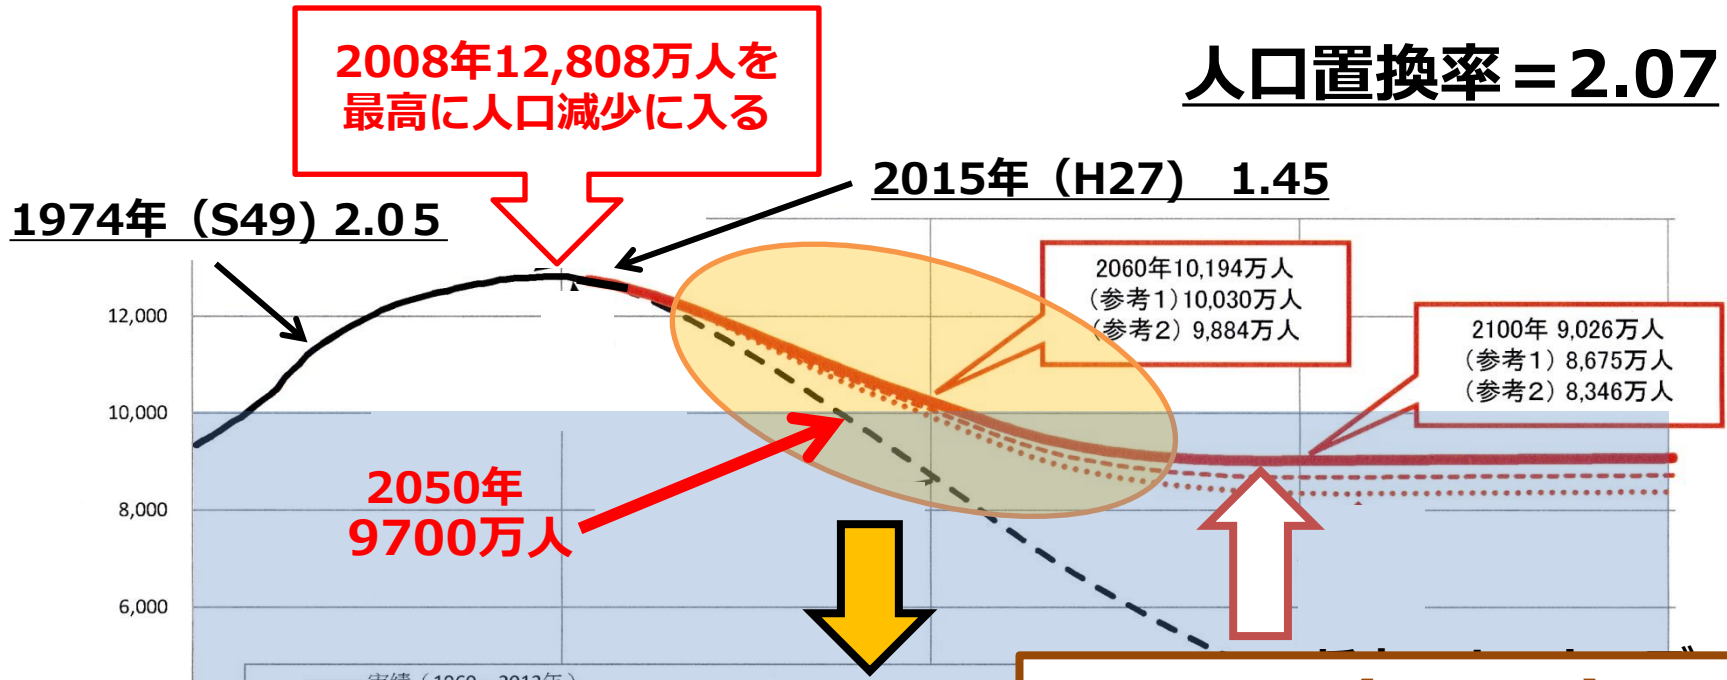 2008年12,808万人を
最高に人口減少に入る
人口置換率＝2.07
2015年（H27) 1.45
1974年（S49) 2.0５
2060年10,194万人
（参考1）10,030万人
（参考2） 9,884万人
2100年 9,026万人
（参考1） 8,675万人
（参考2） 8,346万人
12,000
10,000
8,000
6,000
2050年
9700万人